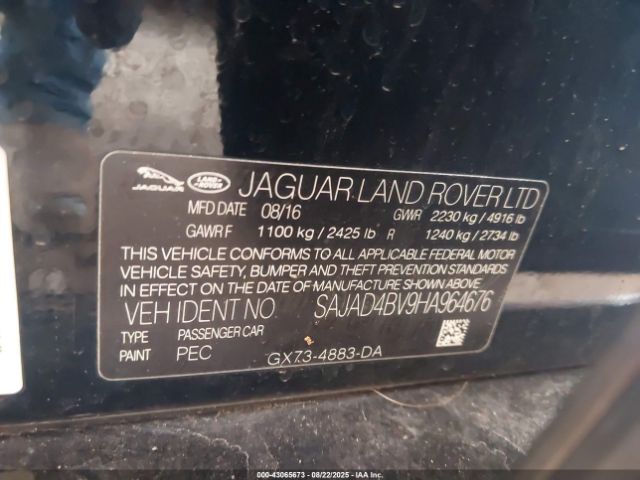 JAGUAR LAND ROVER JAGUAR LAND ROVER LTD
MFD DATE 08/16 GWR 2230 kg / 4916 lb
GAWR F 1100 kg / 2425 lb R 1240 kg / 2734 lb
THIS VEHICLE CONFORMS TO ALL APPLICABLE FEDERAL MOTOR
VEHICLE SAFETY, BUMPER AND THEFT PREVENTION STANDARDS
IN EFFECT ON THE DATE OF MANUFACTURE SHOWN ABOVE.
VEH IDENT NO. SAJAD4BV9HA964676
TYPE PASSENGER CAR
PAINT PEC GX73-4883-DA
00-43065673 - 08/22/2025 - IAA Inc.